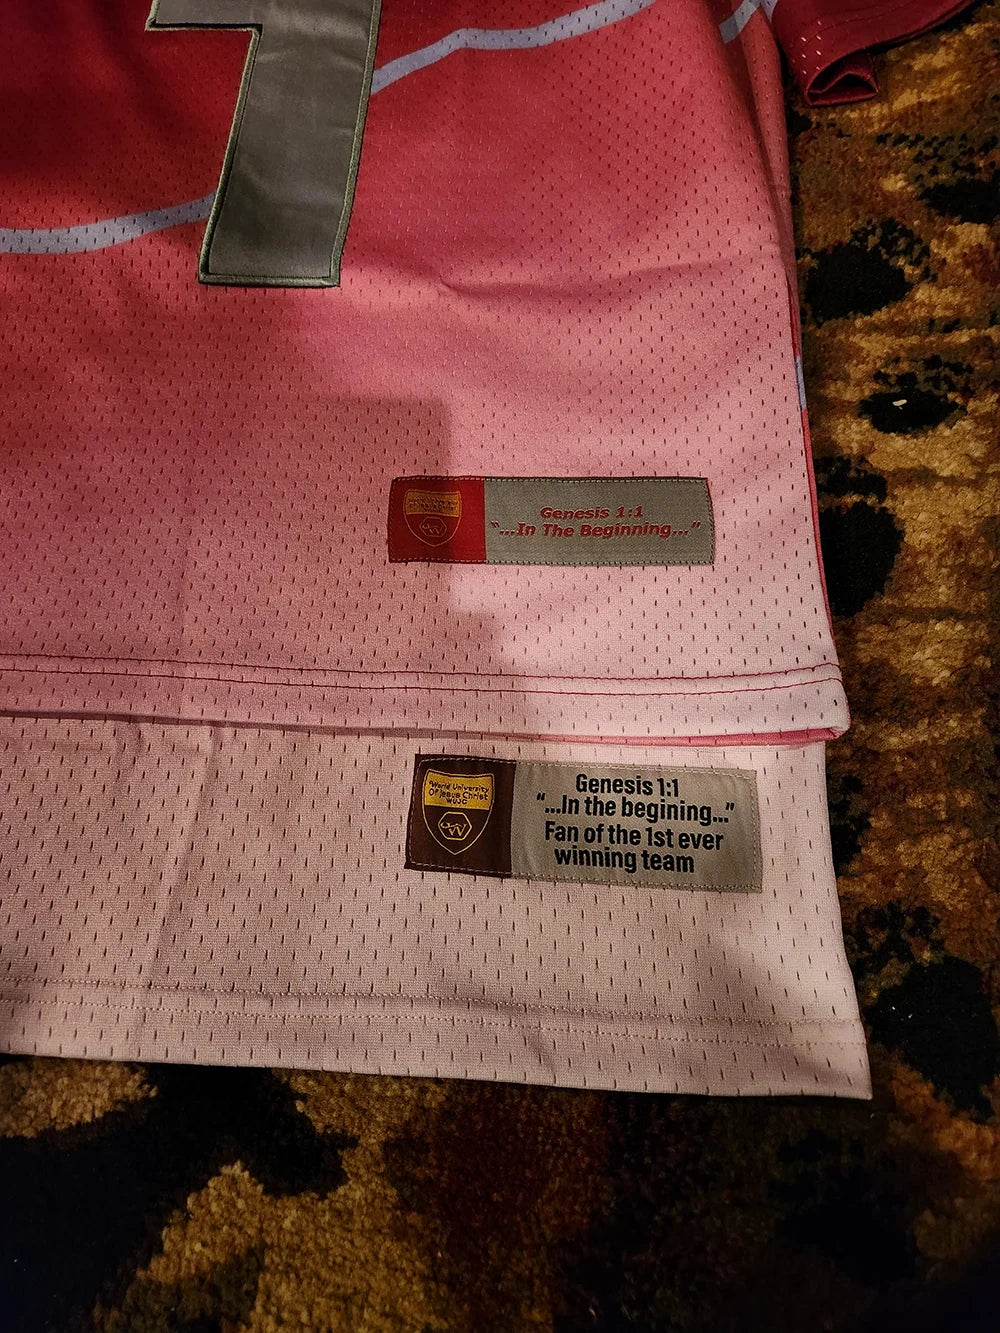 Genesis 1:1
“...In The Beginning...”
World University
Of Jesus Christ
WUJC
Genesis 1:1
“...In the begining...”
Fan of the 1st ever
winning team